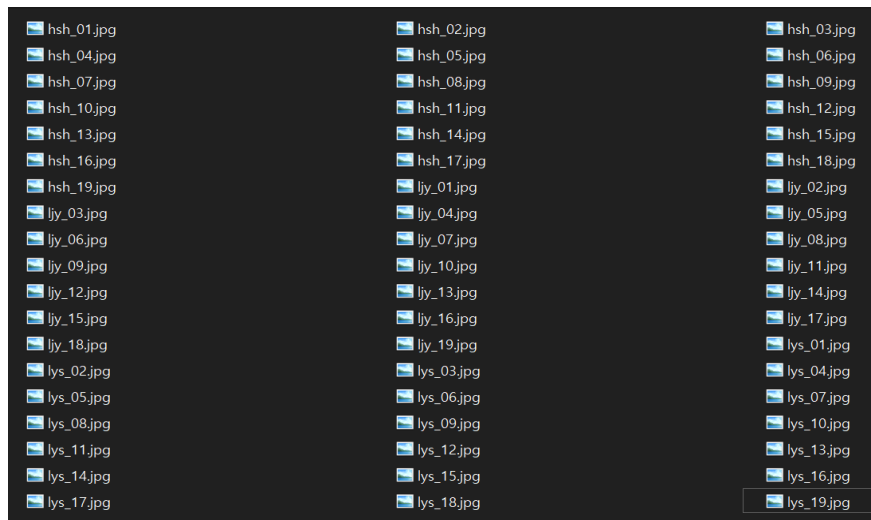 hsh_01.jpg hsh_02.jpg hsh_03.jpg
hsh_04.jpg hsh_05.jpg hsh_06.jpg
hsh_07.jpg hsh_08.jpg hsh_09.jpg
hsh_10.jpg hsh_11.jpg hsh_12.jpg
hsh_13.jpg hsh_14.jpg hsh_15.jpg
hsh_16.jpg hsh_17.jpg hsh_18.jpg
hsh_19.jpg ljy_01.jpg ljy_02.jpg
ljy_03.jpg ljy_04.jpg ljy_05.jpg
ljy_06.jpg ljy_07.jpg ljy_08.jpg
ljy_09.jpg ljy_10.jpg ljy_11.jpg
ljy_12.jpg ljy_13.jpg ljy_14.jpg
ljy_15.jpg ljy_16.jpg ljy_17.jpg
ljy_18.jpg ljy_19.jpg lys_01.jpg
lys_02.jpg lys_03.jpg lys_04.jpg
lys_05.jpg lys_06.jpg lys_07.jpg
lys_08.jpg lys_09.jpg lys_10.jpg
lys_11.jpg lys_12.jpg lys_13.jpg
lys_14.jpg lys_15.jpg lys_16.jpg
lys_17.jpg lys_18.jpg lys_19.jpg